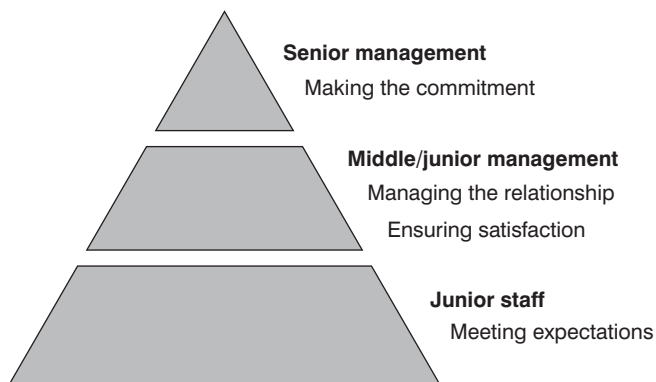 Senior management
Making the commitment
Middle/junior management
Managing the relationship
Ensuring satisfaction
Junior staff
Meeting expectations